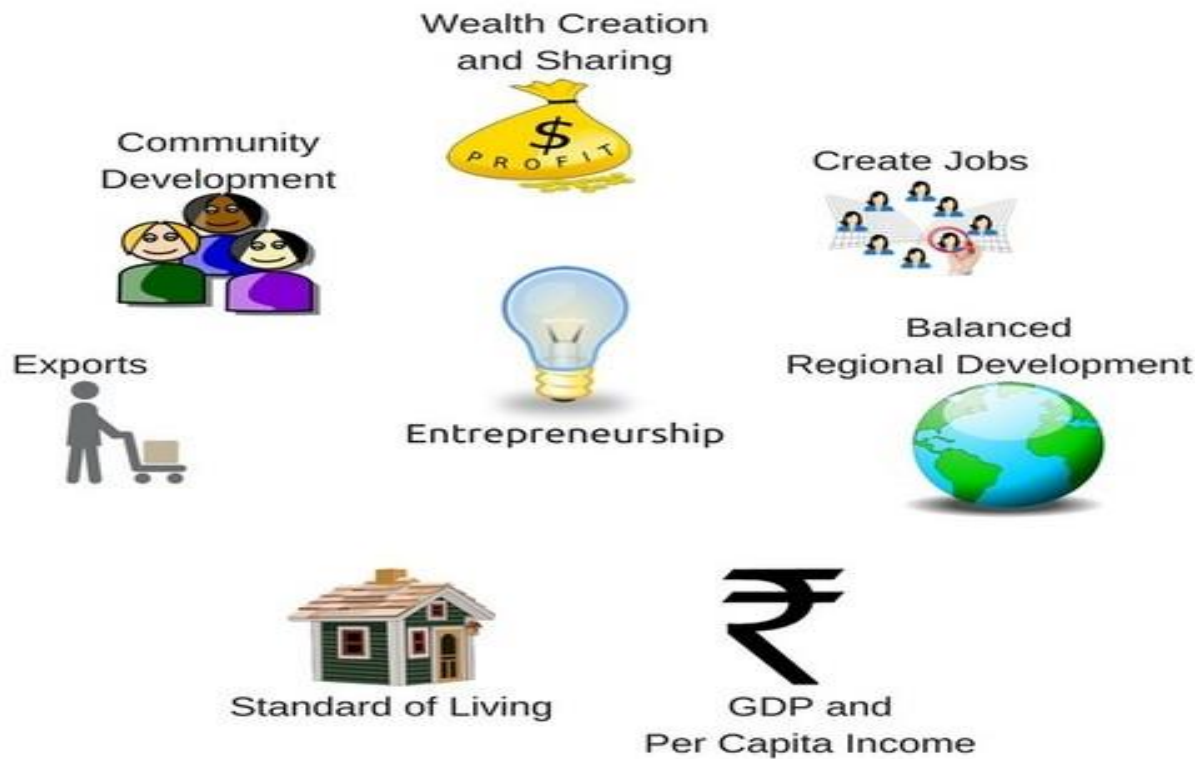 Wealth Creation
and Sharing
$
PROFIT
Community
Development
Create Jobs
Balanced
Regional Development
Exports
Entrepreneurship
₹
Standard of Living
GDP and
Per Capita Income